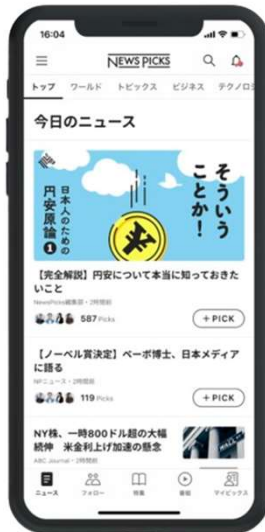 16:04
NEWS PICKS
トップ ワールド トピックス ビジネス テクノロジ
今日のニュース
そういう
ことか!
日本人のための
円安原論❶
【完全解説】円安について本当に知っておきた
いこと
NewsPicks編集部・2時間前
587 Picks
+ PICK
【ノーベル賞決定】ペーボ博士、日本メディア
に語る
NPニュース・2時間前
119 Picks
+ PICK
NY株、一時800ドル超の大幅
続伸 米金利上げ加速の懸念
ABC Journal・2時間前
WALL
ニュース フォロー 特集 番組 マイピックス